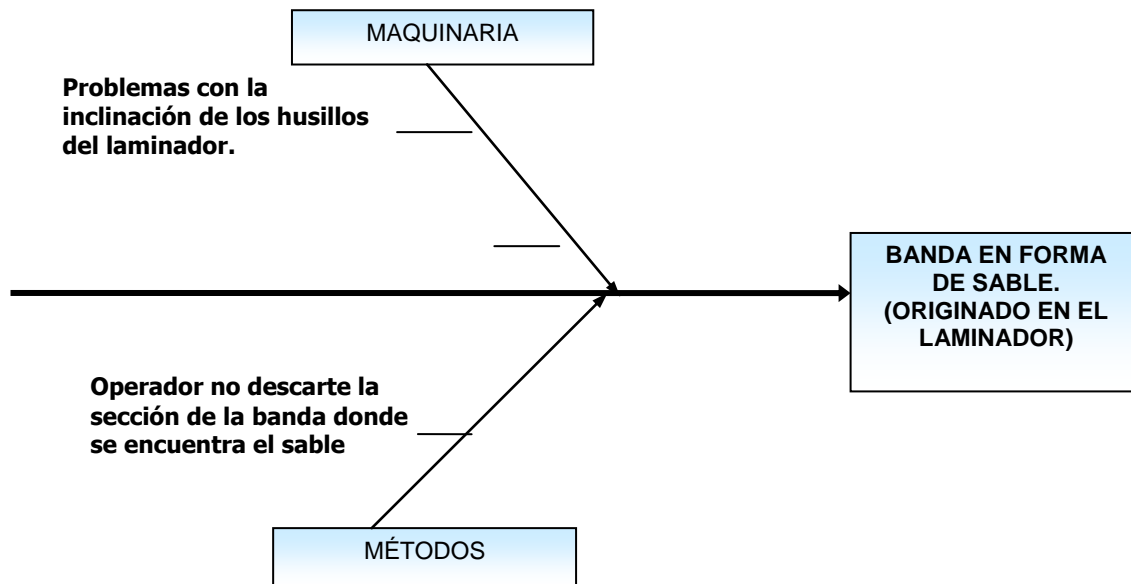 MAQUINARIA
Problemas con la
inclinación de los husillos
del laminador.
BANDA EN FORMA
DE SABLE.
(ORIGINADO EN EL
LAMINADOR)
Operador no descarte la
sección de la banda donde
se encuentra el sable
MÉTODOS